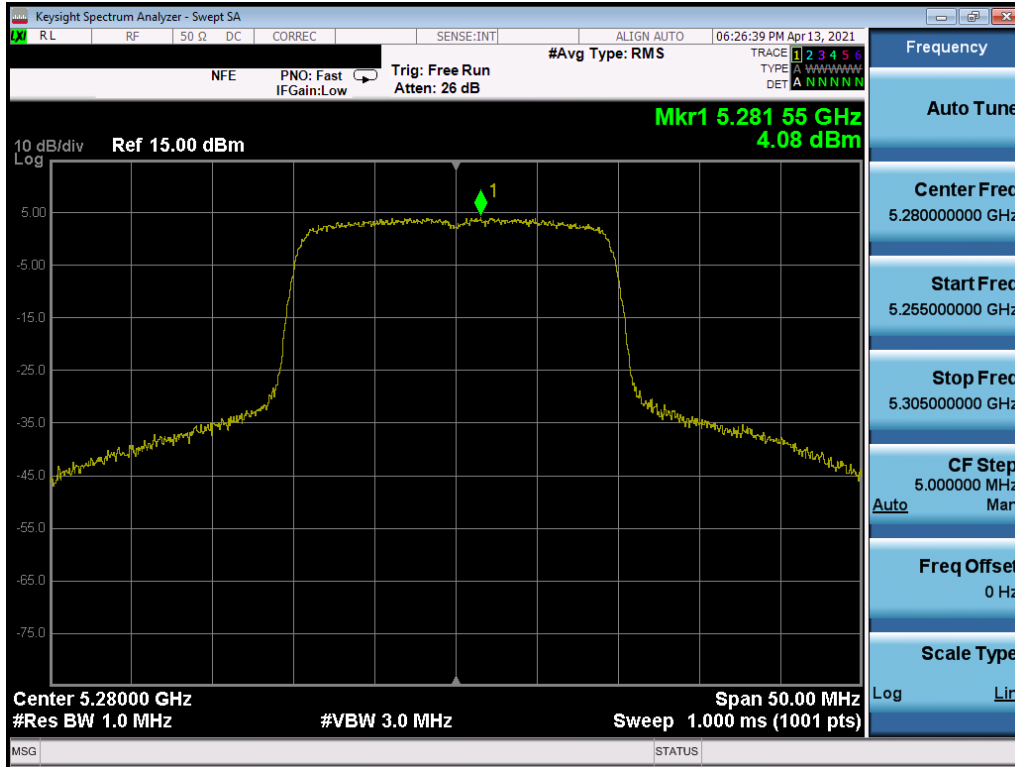 Keysight Spectrum Analyzer - Swept SA
LXI RL RF 50 Ω DC CORREC SENSE:INT ALIGN AUTO 06:26:39 PM Apr 13, 2021
NFE PNO: Fast Trig: Free Run #Avg Type: RMS TRACE 1 2 3 4 5 6
IFGain:Low Atten: 26 dB TYPE A WWWWW
DET A N N N N N
Frequency
Mkr1 5.281 55 GHz
4.08 dBm
10 dB/div Ref 15.00 dBm
Log
1
5.00
-5.00
-15.0
-25.0
-35.0
-45.0
-55.0
-65.0
-75.0
Center 5.28000 GHz Span 50.00 MHz
#Res BW 1.0 MHz #VBW 3.0 MHz Sweep 1.000 ms (1001 pts)
MSG STATUS
Auto Tune
Center Freq
5.280000000 GHz
Start Freq
5.255000000 GHz
Stop Freq
5.305000000 GHz
CF Step
5.000000 MHz
Auto Man
Freq Offset
0 Hz
Scale Type
Log Lin